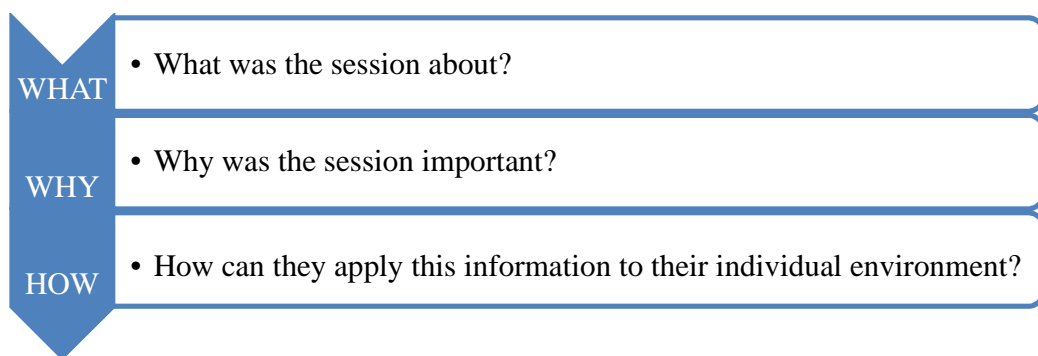 WHAT
• What was the session about?
WHY
• Why was the session important?
HOW
• How can they apply this information to their individual environment?